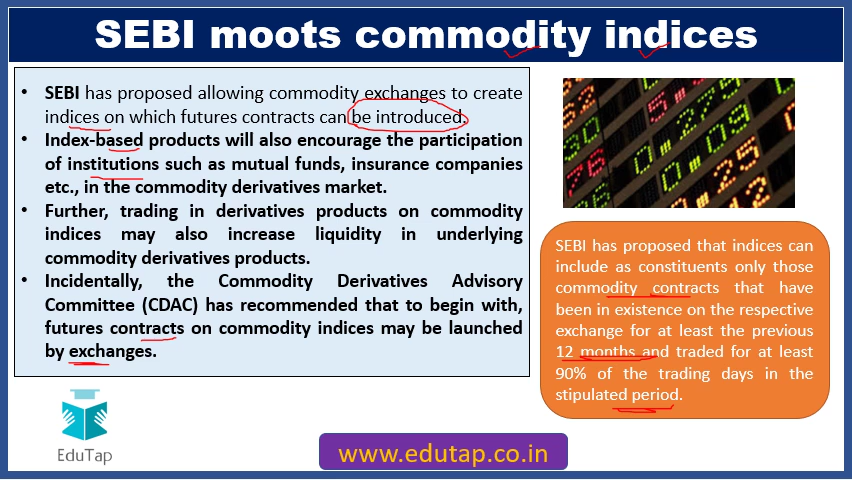 SEBI moots commodity indices
• SEBI has proposed allowing commodity exchanges to create
indices on which futures contracts can be introduced.
• Index-based products will also encourage the participation
of institutions such as mutual funds, insurance companies
etc., in the commodity derivatives market.
• Further, trading in derivatives products on commodity
indices may also increase liquidity in underlying
commodity derivatives products.
• Incidentally, the Commodity Derivatives Advisory
Committee (CDAC) has recommended that to begin with,
futures contracts on commodity indices may be launched
by exchanges.
SEBI has proposed that indices can
include as constituents only those
commodity contracts that have
been in existence on the respective
exchange for at least the previous
12 months and traded for at least
90% of the trading days in the
stipulated period.
EduTap
www.edutap.co.in